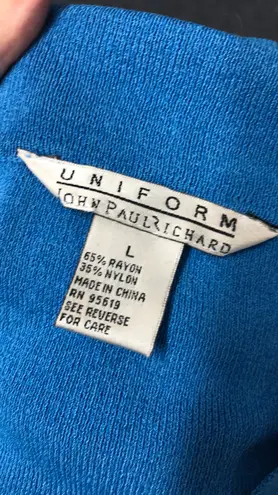 UNIFORM
JOHN PAUL RICHARD
L
65% RAYON
35% NYLON
MADE IN CHINA
RN 95619
SEE REVERSE
FOR CARE